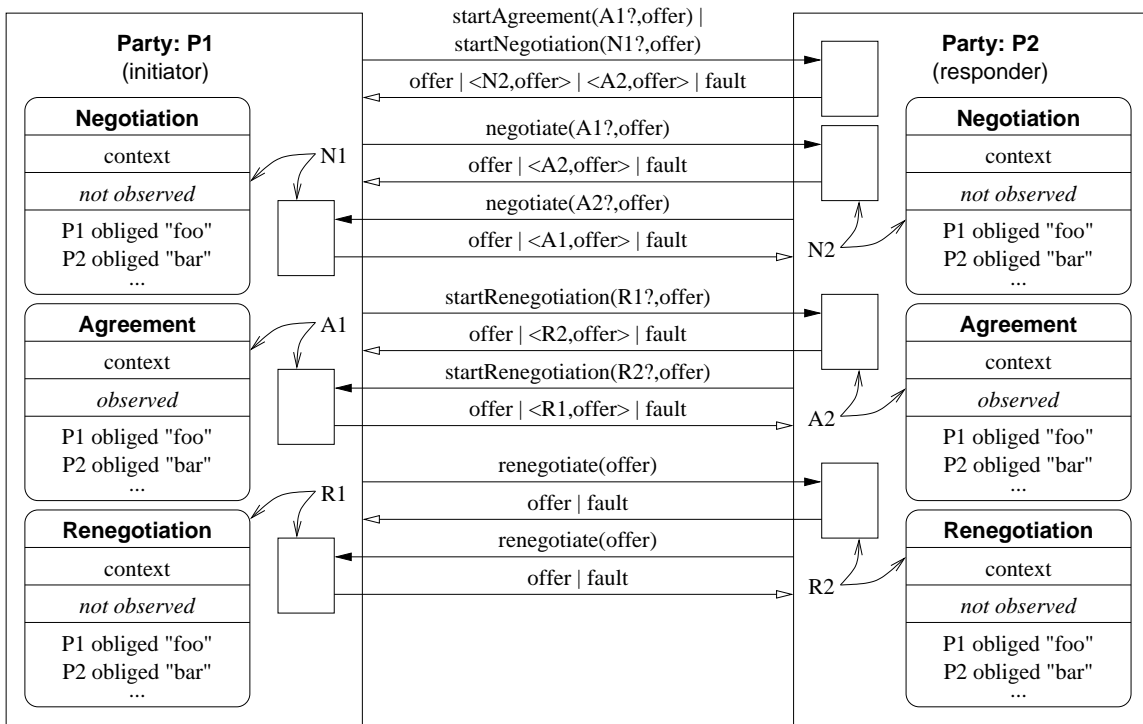 startAgreement(A1?,offer) |
startNegotiation(N1?,offer)
offer | <N2,offer> | <A2,offer> | fault
negotiate(A1?,offer)
offer | <A2,offer> | fault
negotiate(A2?,offer)
offer | <A1,offer> | fault
startRenegotiation(R1?,offer)
offer | <R2,offer> | fault
startRenegotiation(R2?,offer)
offer | <R1,offer> | fault
renegotiate(offer)
offer | fault
renegotiate(offer)
offer | fault
Party: P1
(initiator)
Negotiation
context
not observed
P1 obliged "foo"
P2 obliged "bar"
...
N1
Agreement
context
observed
P1 obliged "foo"
P2 obliged "bar"
...
A1
Renegotiation
context
not observed
P1 obliged "foo"
P2 obliged "bar"
...
R1
Party: P2
(responder)
Negotiation
context
not observed
P1 obliged "foo"
P2 obliged "bar"
...
N2
Agreement
context
observed
P1 obliged "foo"
P2 obliged "bar"
...
A2
Renegotiation
context
not observed
P1 obliged "foo"
P2 obliged "bar"
...
R2